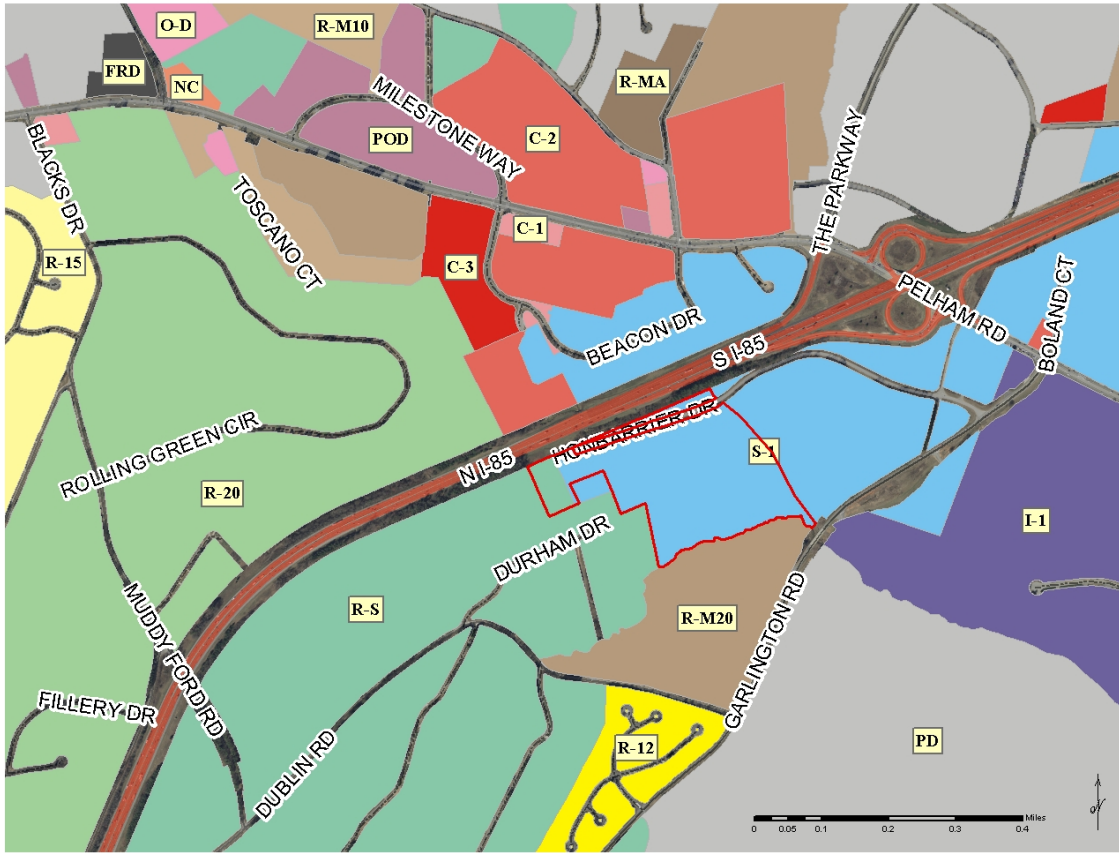 O-D
R-M10
FRD
NC
R-MA
MILESTONE WAY
POD
C-2
BLACKS DR
TOSCANO CT
THE PARKWAY
C-1
R-15
C-3
PELHAM RD
BOLAND CT
BEACON DR
S I-85
HONBARRIER DR
ROLLING GREEN CIR
N I-85
S-1
R-20
I-1
DURHAM DR
R-S
R-M20
MUDDY FORD RD
GARLINGTON RD
FILLERY DR
DUBLIN RD
R-12
PD
Miles
0 0.05 0.1 0.2 0.3 0.4
N